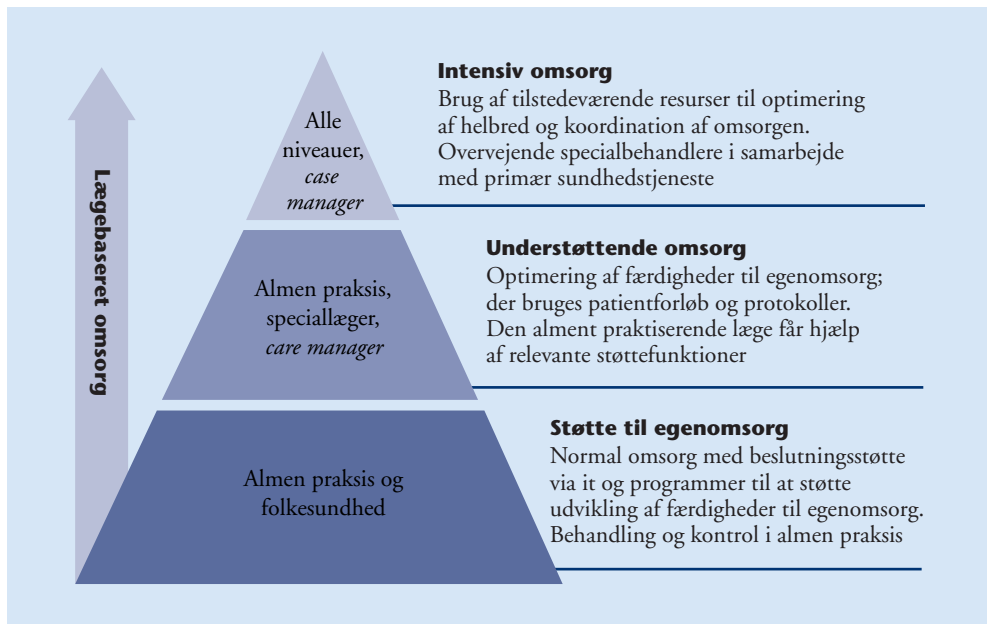 Lægebaseret omsorg
Alle
niveauer,
case
manager
Intensiv omsorg
Brug af tilstedeværende resurser til optimering
af helbred og koordination af omsorgen.
Overvejende specialbehandlere i samarbejde
med primær sundhedstjeneste
Almen praksis,
speciallæger,
care manager
Understøttende omsorg
Optimering af færdigheder til egenomsorg;
der bruges patientforløb og protokoller.
Den alment praktiserende læge får hjælp
af relevante støttefunktioner
Almen praksis og
folkesundhed
Støtte til egenomsorg
Normal omsorg med beslutningsstøtte
via it og programmer til at støtte
udvikling af færdigheder til egenomsorg.
Behandling og kontrol i almen praksis